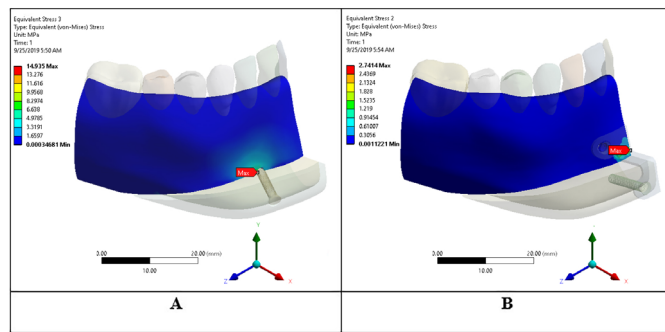 Equivalent Stress 3
Type: Equivalent (von-Mises) Stress
Unit: MPa
Time: 1
9/25/2019 5:50 AM
14.935 Max
13.276
11.616
9.9568
8.2974
6.638
4.9785
3.3191
1.6597
0.00034681 Min
Max
0.00
10.00
20.00 (mm)
Y
Z
X
A
Equivalent Stress 2
Type: Equivalent (von-Mises) Stress
Unit: MPa
Time: 1
9/25/2019 5:54 AM
2.7414 Max
2.4369
2.1324
1.828
1.5235
1.219
0.91454
0.61007
0.3056
0.0011221 Min
Max
0.00
10.00
20.00 (mm)
Z
X
B